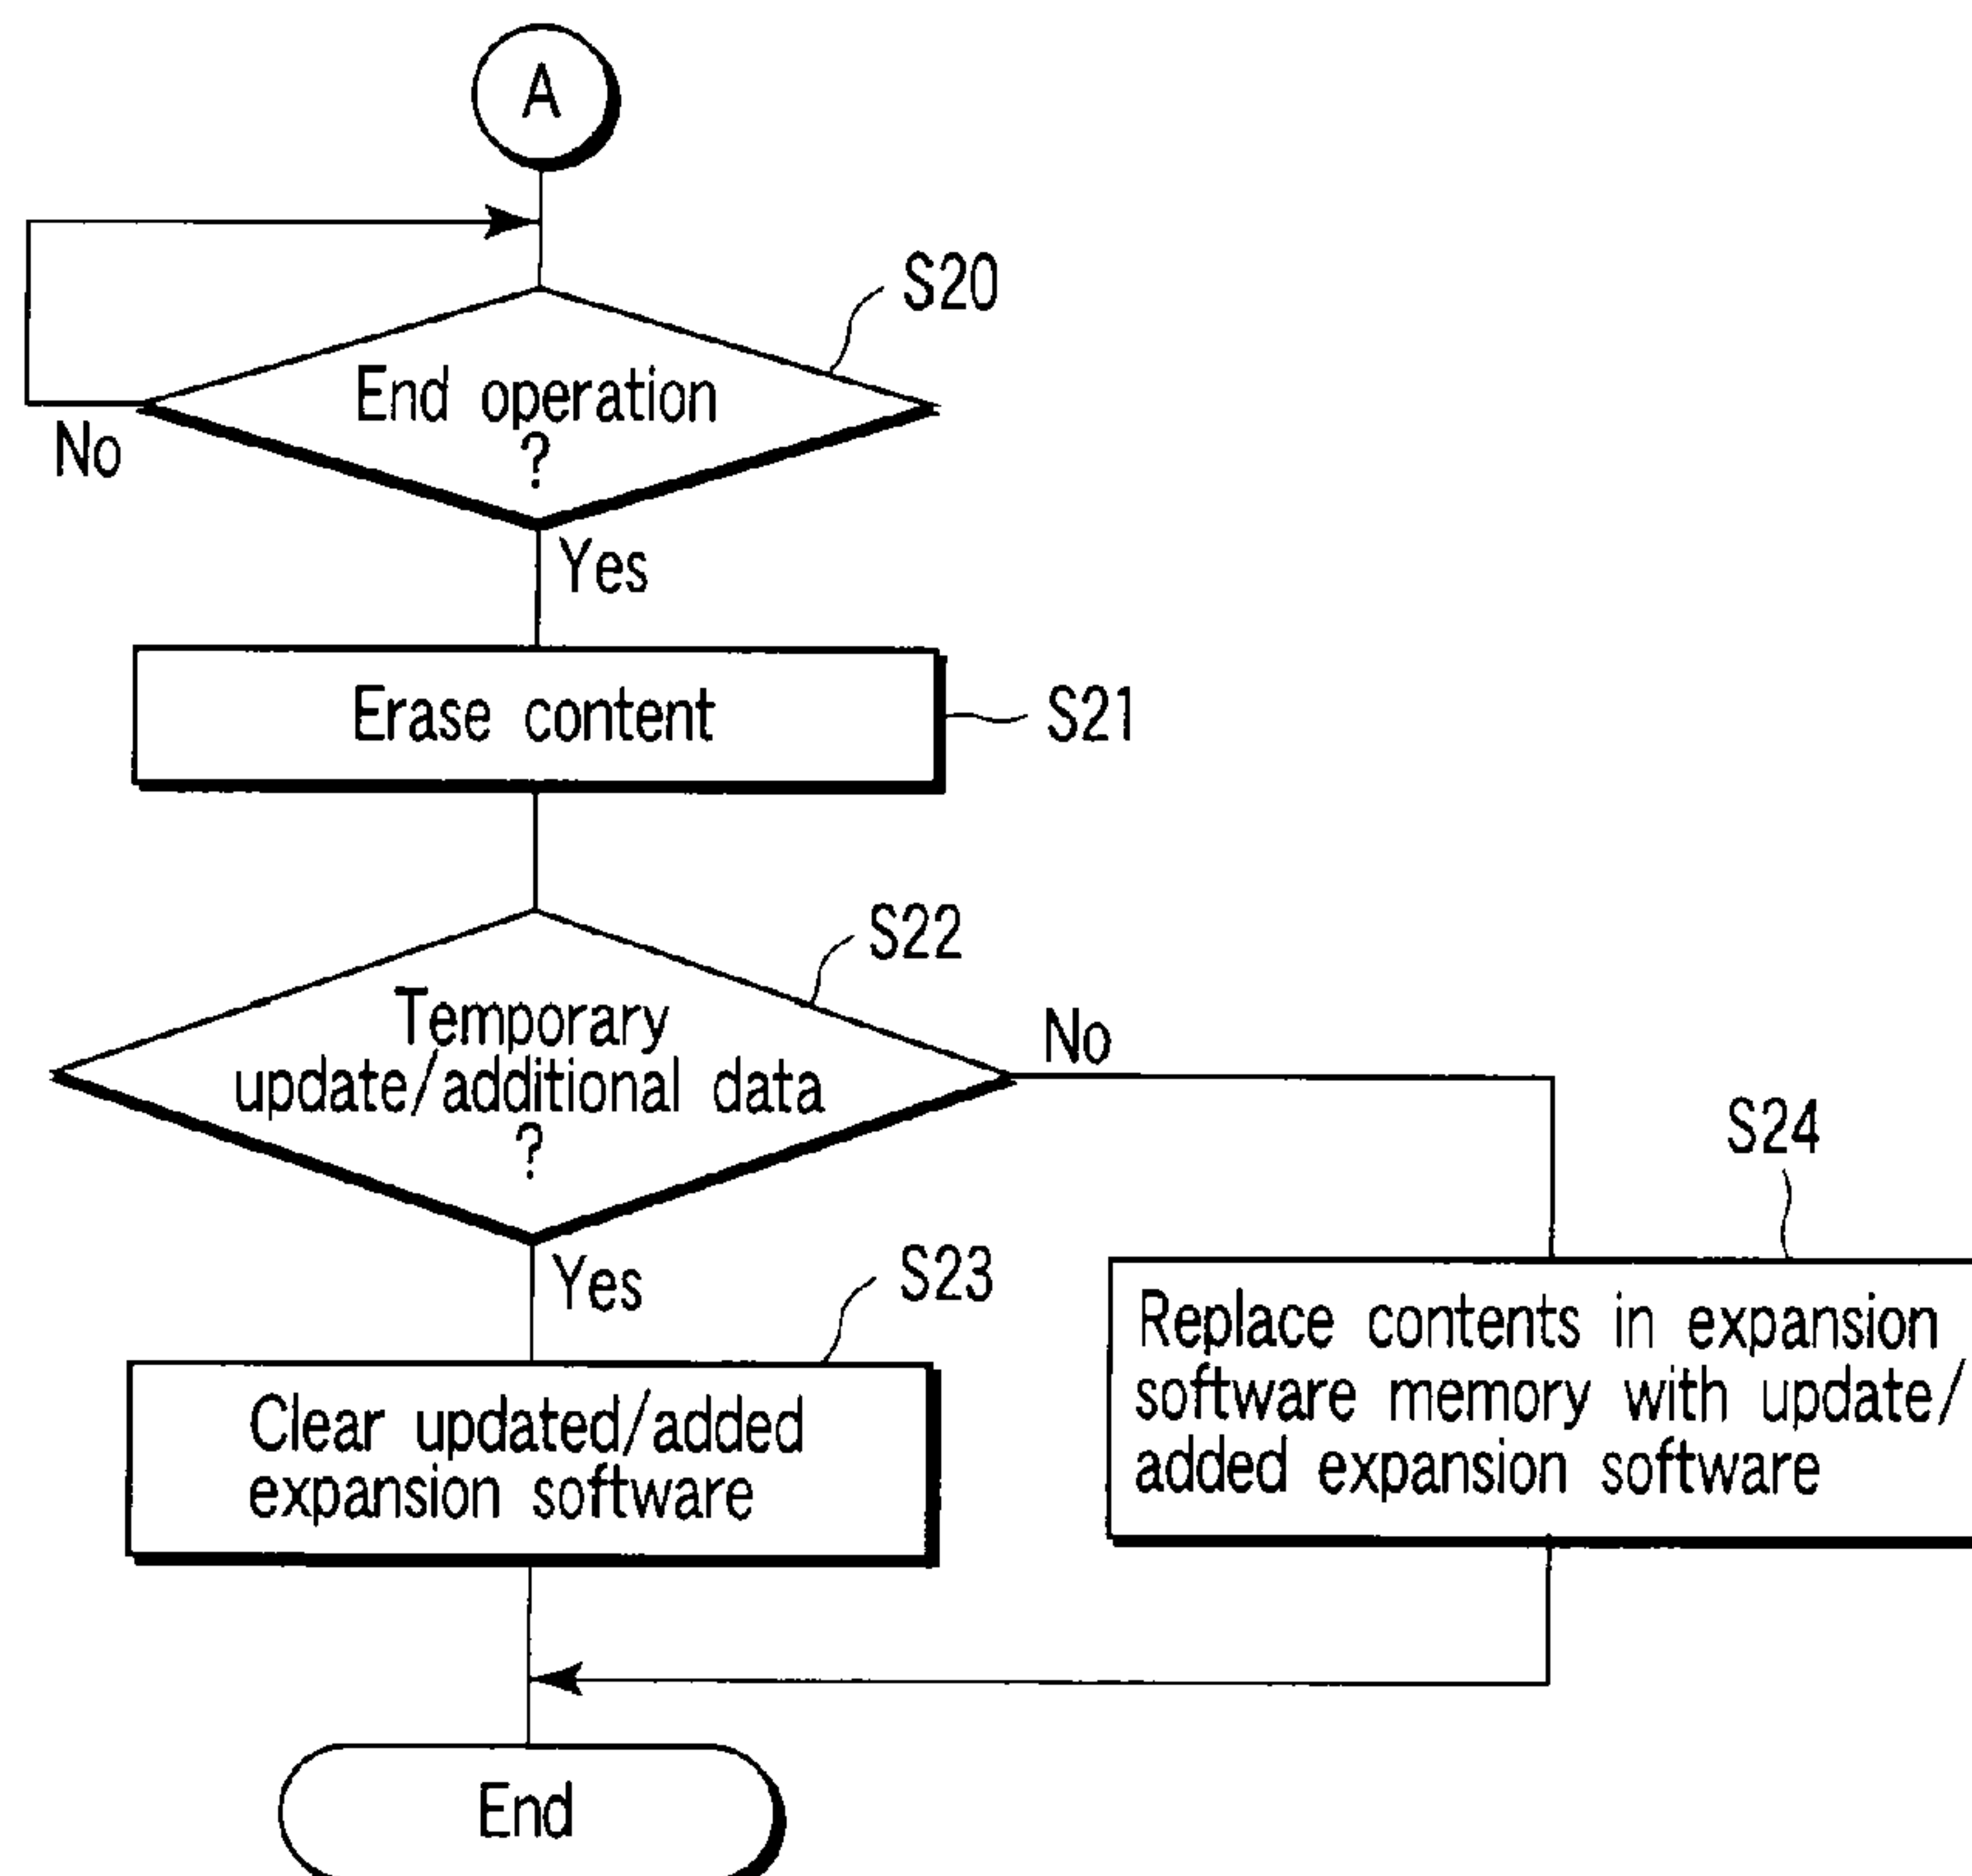 A
S20
End operation
?
No
Yes
Erase content
S21
S22
Temporary
update/additional data
?
No
Yes
S23
S24
Clear updated/added
expansion software
Replace contents in expansion
software memory with update/
added expansion software
End